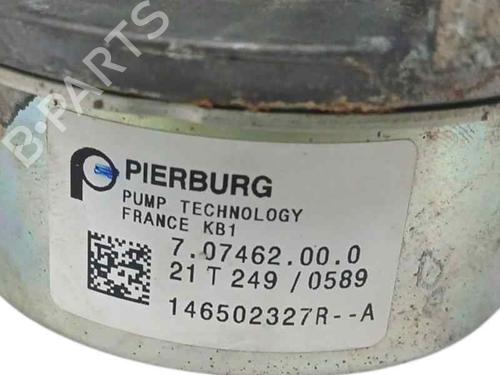 B-PARTS
PIERBURG
PUMP TECHNOLOGY
FRANCE KB1
7.07462.00.0
21 T 249 / 0589
146502327R--A